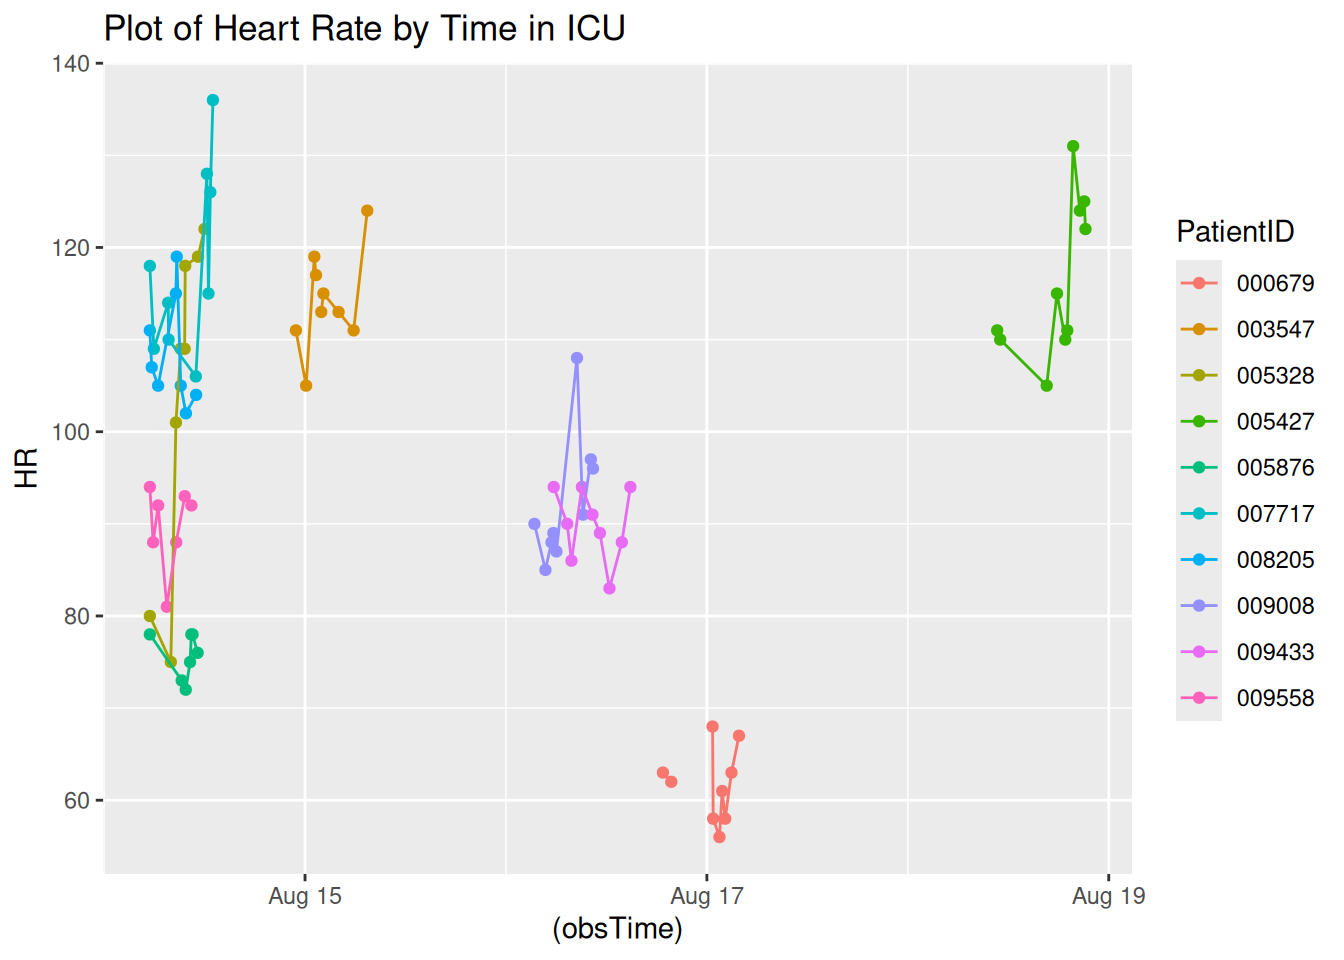 Plot of Heart Rate by Time in ICU
140
120
100
80
60
HR
Aug 15
Aug 17
Aug 19
(obsTime)
PatientID
000679
003547
005328
005427
005876
007717
008205
009008
009433
009558